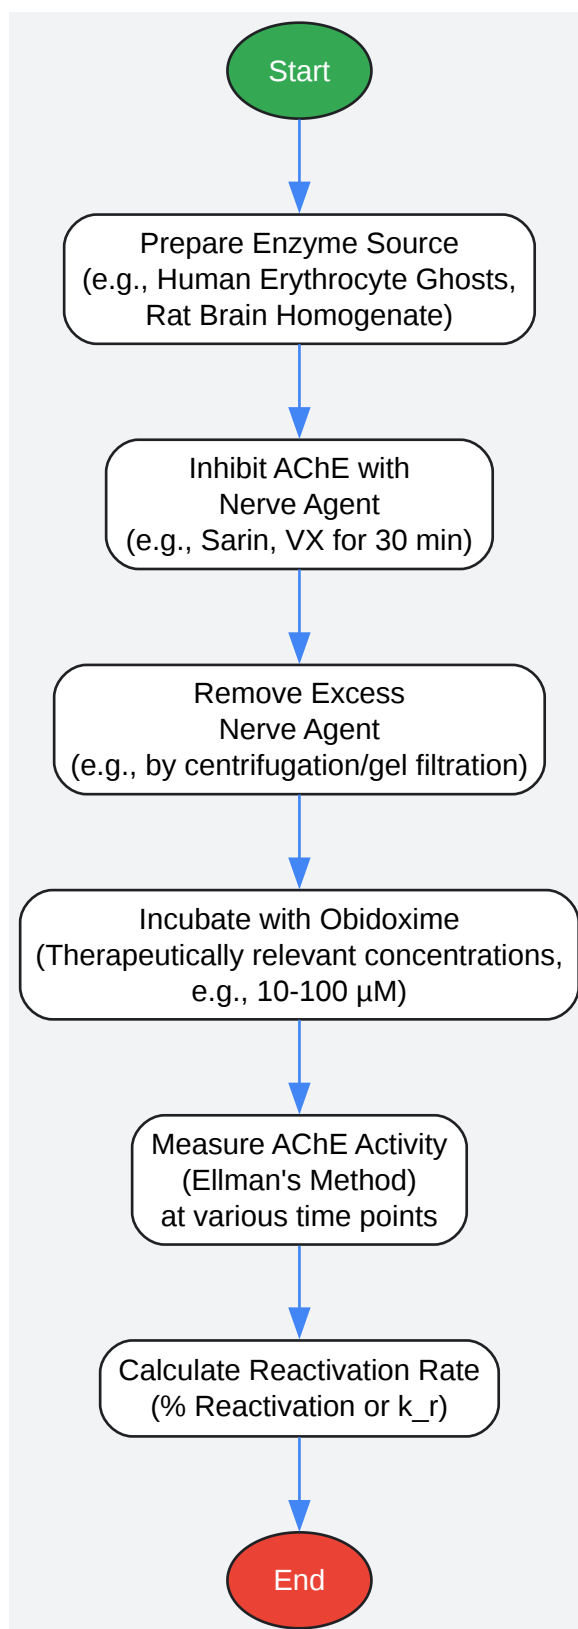 Start
Prepare Enzyme Source
(e.g., Human Erythrocyte Ghosts,
Rat Brain Homogenate)
Inhibit AChE with
Nerve Agent
(e.g., Sarin, VX for 30 min)
Remove Excess
Nerve Agent
(e.g., by centrifugation/gel filtration)
Incubate with Obidoxime
(Therapeutically relevant concentrations,
e.g., 10-100 μM)
Measure AChE Activity
(Ellman's Method)
at various time points
Calculate Reactivation Rate
(% Reactivation or k_r)
End